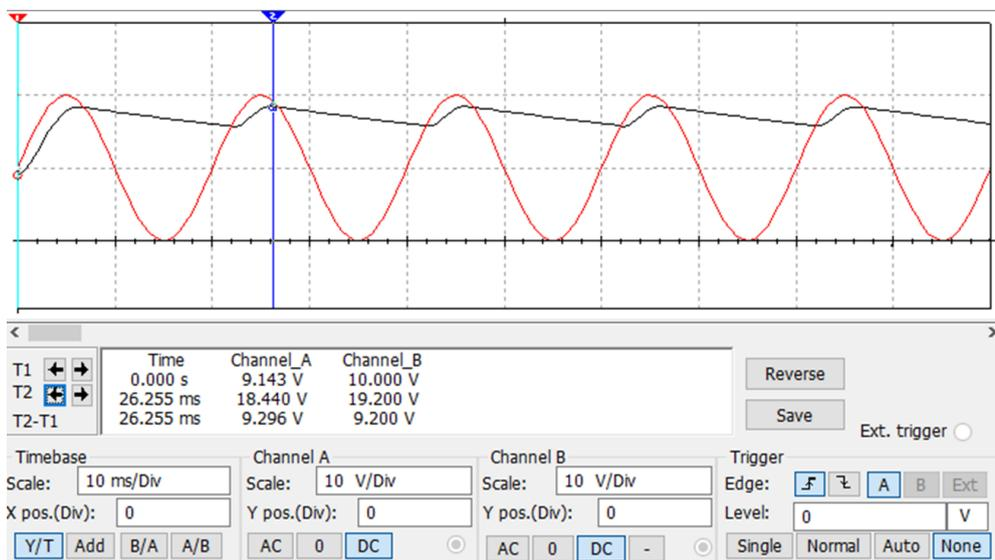 1 2
Time Channel_A Channel_B
T1 0.000 s 9.143 V 10.000 V
T2 26.255 ms 18.440 V 19.200 V
T2-T1 26.255 ms 9.296 V 9.200 V
Reverse
Save
Ext. trigger
Timebase
Scale: 10 ms/Div
X pos.(Div): 0
Y/T Add B/A A/B
Channel A
Scale: 10 V/Div
Y pos.(Div): 0
AC 0 DC
Channel B
Scale: 10 V/Div
Y pos.(Div): 0
AC 0 DC -
Trigger
Edge: A B Ext
Level: 0 V
Single Normal Auto None